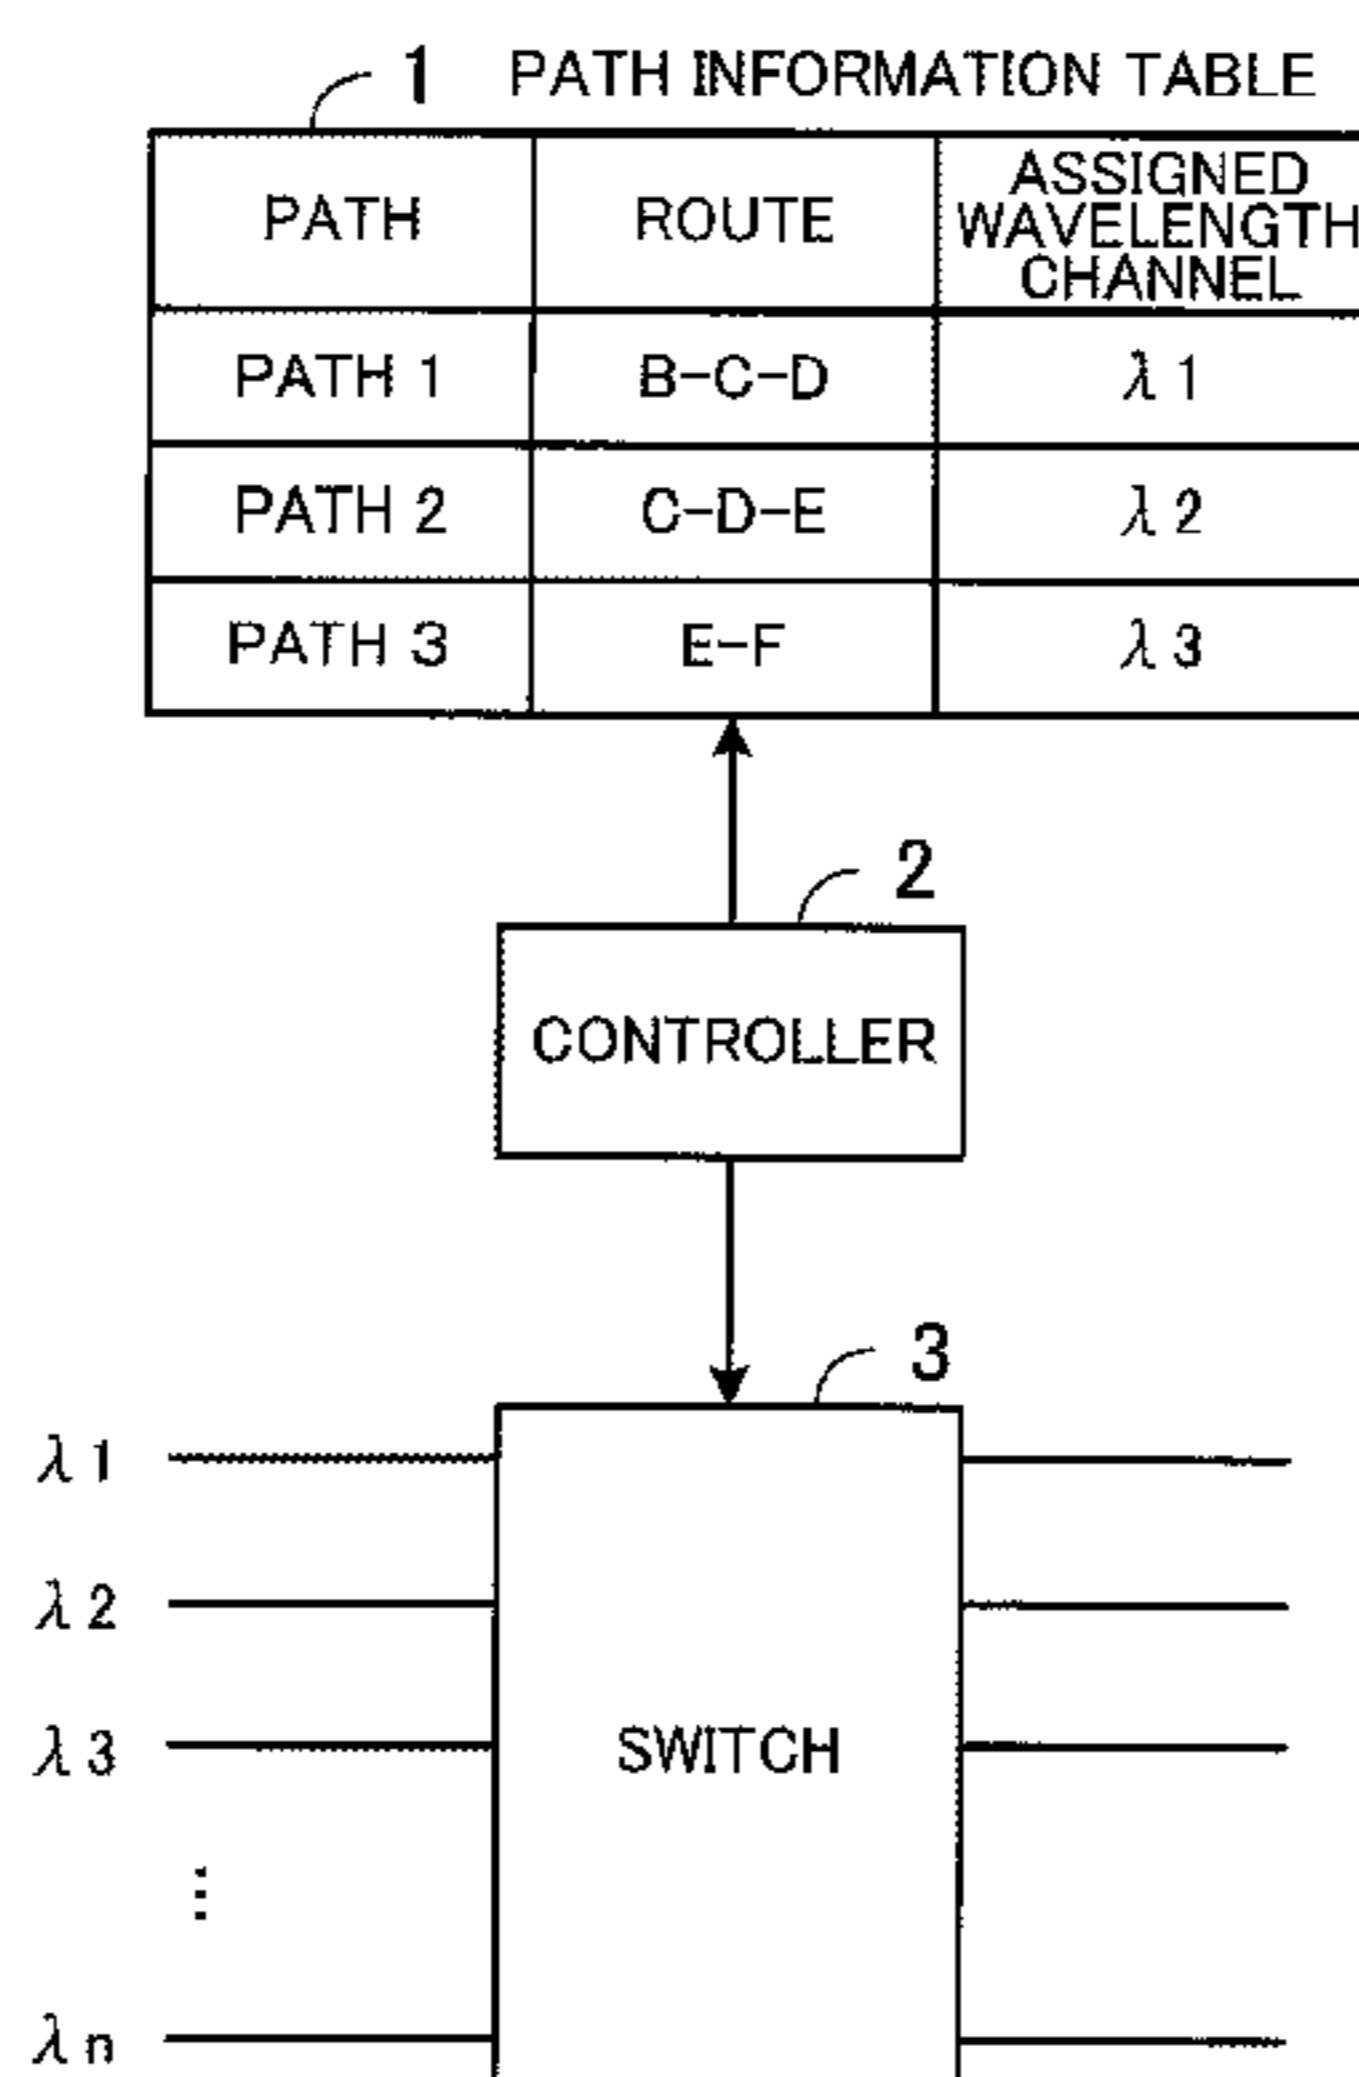 1 PATH INFORMATION TABLE
PATH ROUTE ASSIGNED
WAVELENGTH
CHANNEL
PATH 1 B-C-D λ1
PATH 2 C-D-E λ2
PATH 3 E-F λ3
2
CONTROLLER
3
λ1
λ2
λ3 SWITCH
⋮
λn